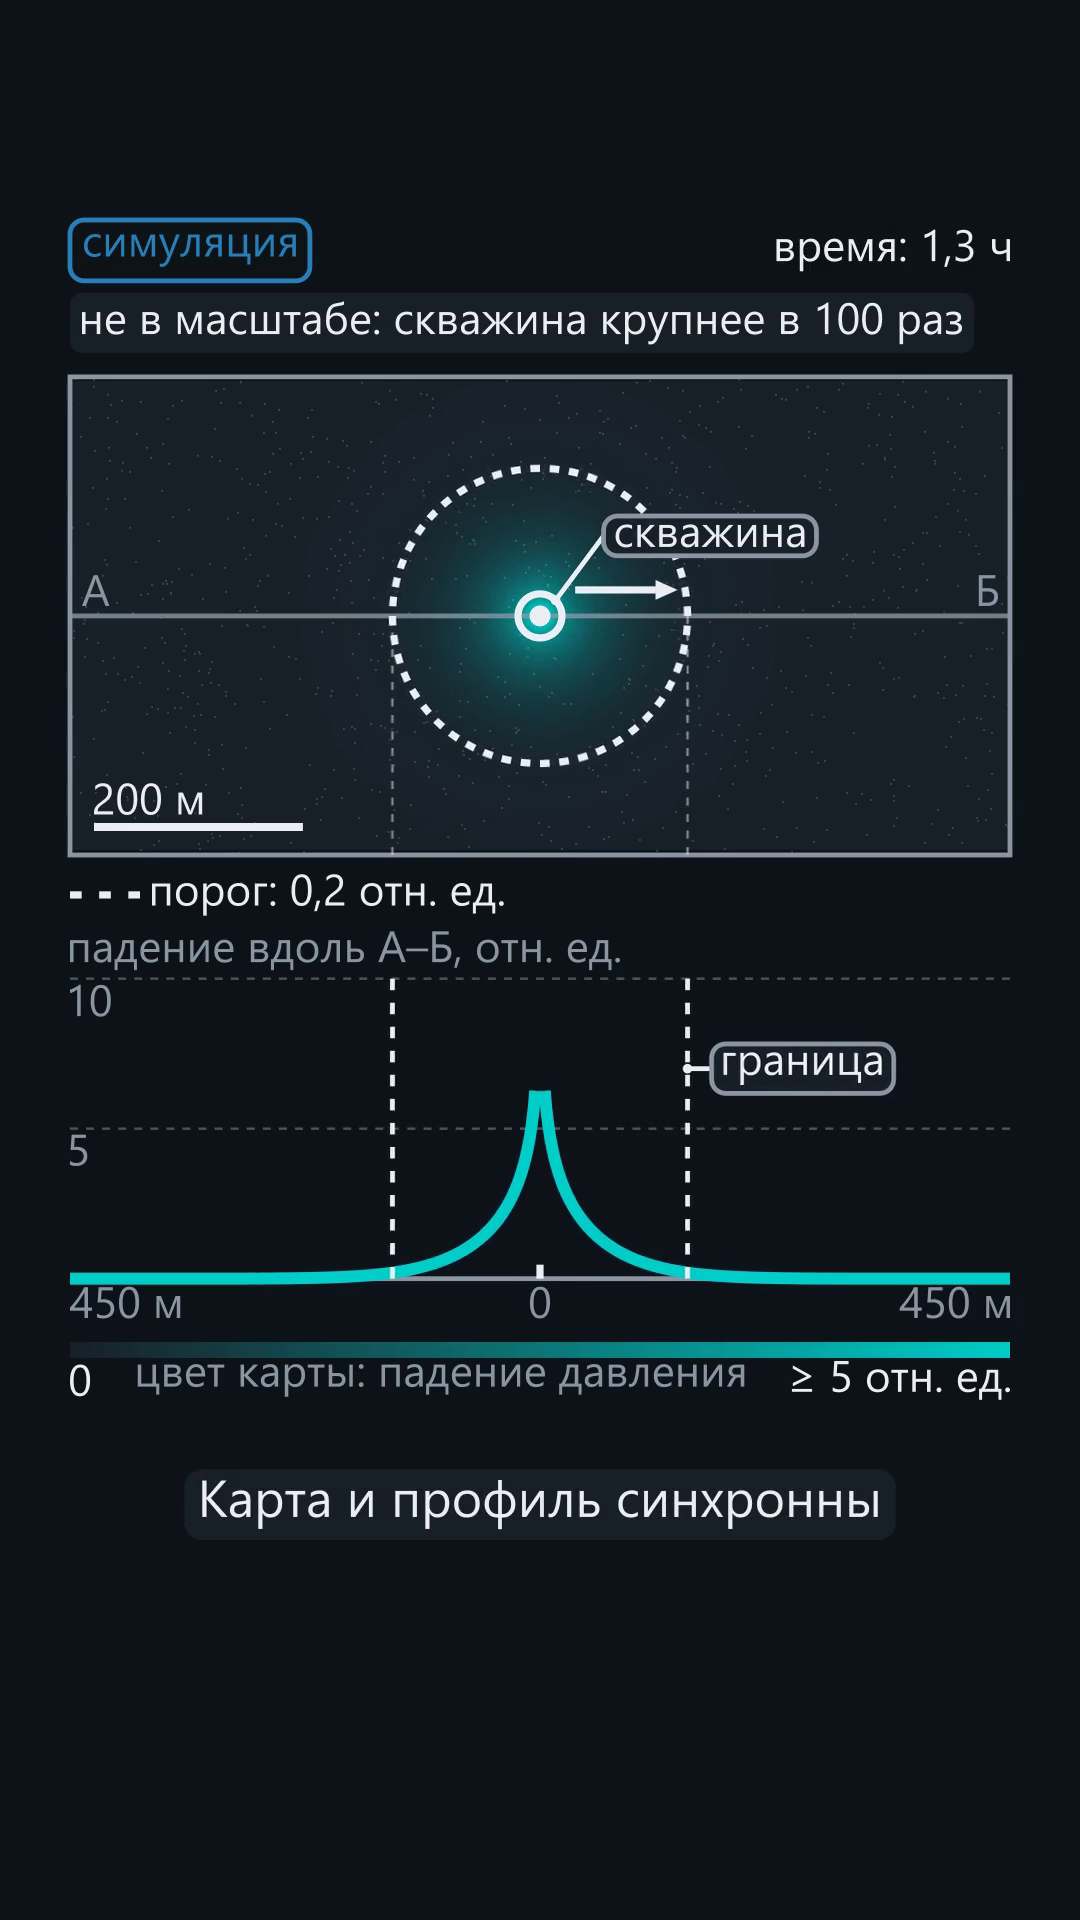 симуляция
время: 1,3 ч
не в масштабе: скважина крупнее в 100 раз
скважина
А
Б
200 м
порог: 0,2 отн. ед.
падение вдоль А–Б, отн. ед.
10
граница
5
450 м
0
450 м
0
цвет карты: падение давления
≥ 5 отн. ед.
Карта и профиль синхронны